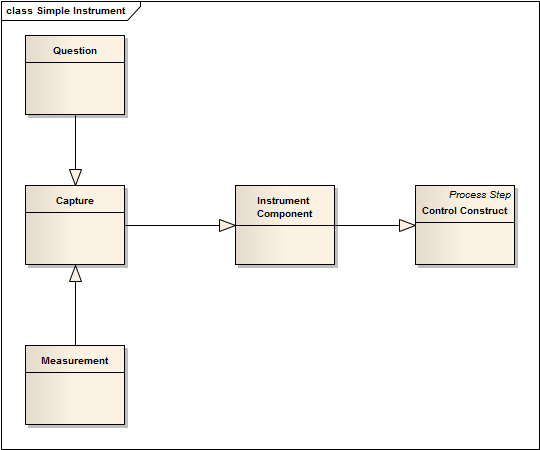 class Simple Instrument
Question
Capture
Instrument
Component
Process Step
Control Construct
Measurement